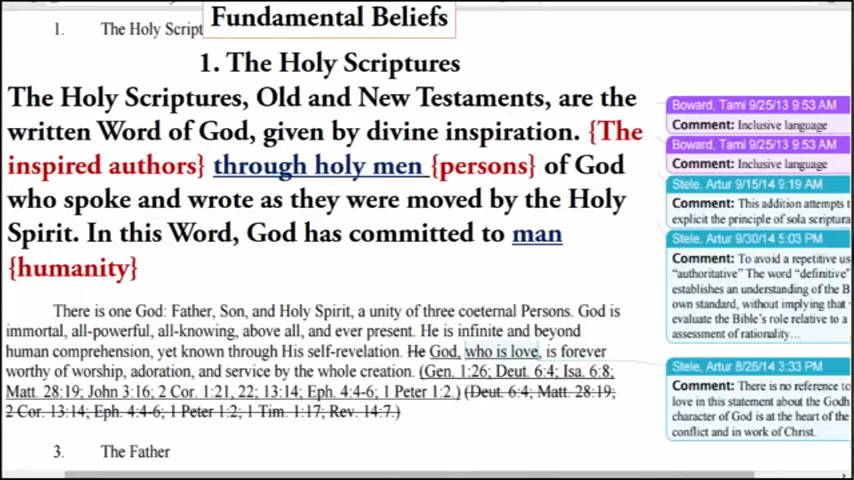 Fundamental Beliefs
1. The Holy Script
1. The Holy Scriptures
The Holy Scriptures, Old and New Testaments, are the
written Word of God, given by divine inspiration. {The
inspired authors} through holy men {persons} of God
who spoke and wrote as they were moved by the Holy
Spirit. In this Word, God has committed to man
{humanity}
There is one God: Father, Son, and Holy Spirit, a unity of three coeternal Persons. God is
immortal, all-powerful, all-knowing, above all, and ever present. He is infinite and beyond
human comprehension, yet known through His self-revelation. He God, who is love, is forever
worthy of worship, adoration, and service by the whole creation. (Gen. 1:26; Deut. 6:4; Isa. 6:8;
Matt. 28:19; John 3:16; 2 Cor. 1:21, 22; 13:14; Eph. 4:4-6; 1 Peter 1:2.) (Deut. 6:4; Matt. 28:19;
2 Cor. 13:14; Eph. 4:4-6; 1 Peter 1:2; 1 Tim. 1:17; Rev. 14:7.)
3. The Father
Boward, Tami 9/25/13 9:53 AM
Comment: Inclusive language
Boward, Tami 9/25/13 9:53 AM
Comment: Inclusive language
Stele, Artur 9/15/14 9:19 AM
Comment: This addition attempts t
explicit the principle of sola scriptura
Stele, Artur 9/30/14 5:03 PM
Comment: To avoid a repetitive us
"authoritative" The word "definitive"
establishes an understanding of the B
own standard, without implying that
evaluate the Bible's role relative to a
assessment of rationality...
Stele, Artur 8/26/14 3:33 PM
Comment: There is no reference to
love in this statement about the Godh
character of God is at the heart of the
conflict and in work of Christ.